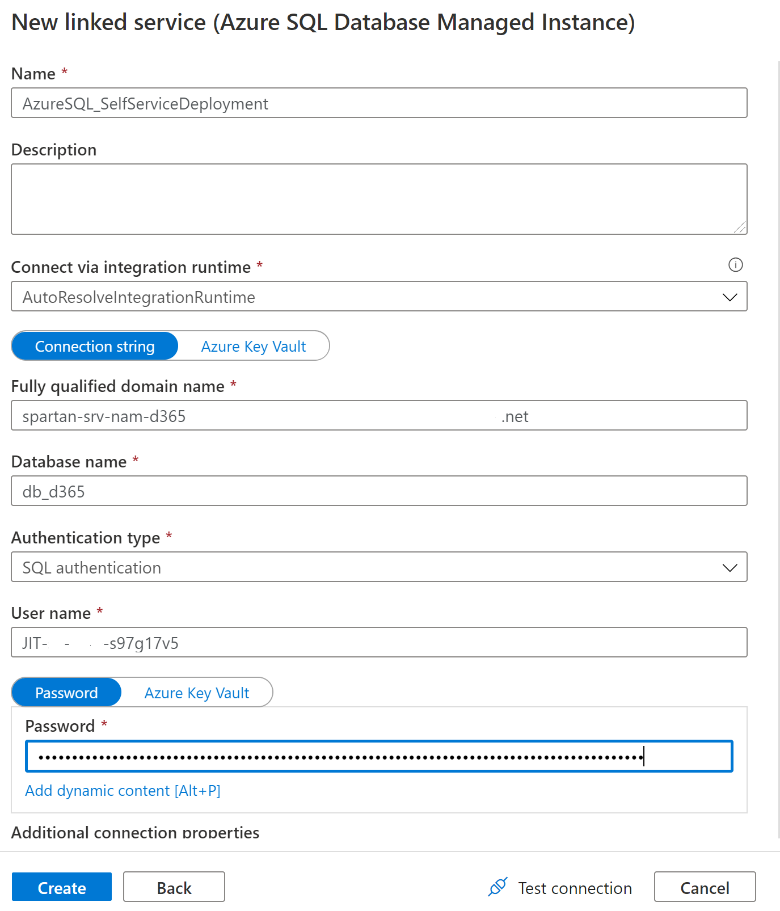 New linked service (Azure SQL Database Managed Instance)
Name *
AzureSQL_SelfServiceDeployment
Description
Connect via integration runtime *
AutoResolveIntegrationRuntime
Connection string Azure Key Vault
Fully qualified domain name *
spartan-srv-nam-d365 .net
Database name *
db_d365
Authentication type *
SQL authentication
User name *
JIT- - -s97g17v5
Password Azure Key Vault
Password *
Add dynamic content [Alt+P]
Additional connection properties
Create Back Test connection Cancel